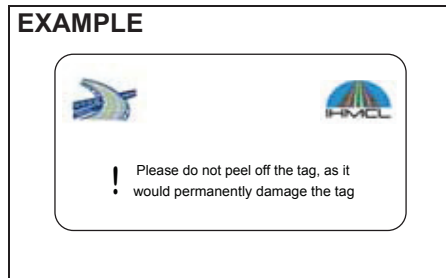 EXAMPLE
IHMCL
! Please do not peel off the tag, as it
would permanently damage the tag